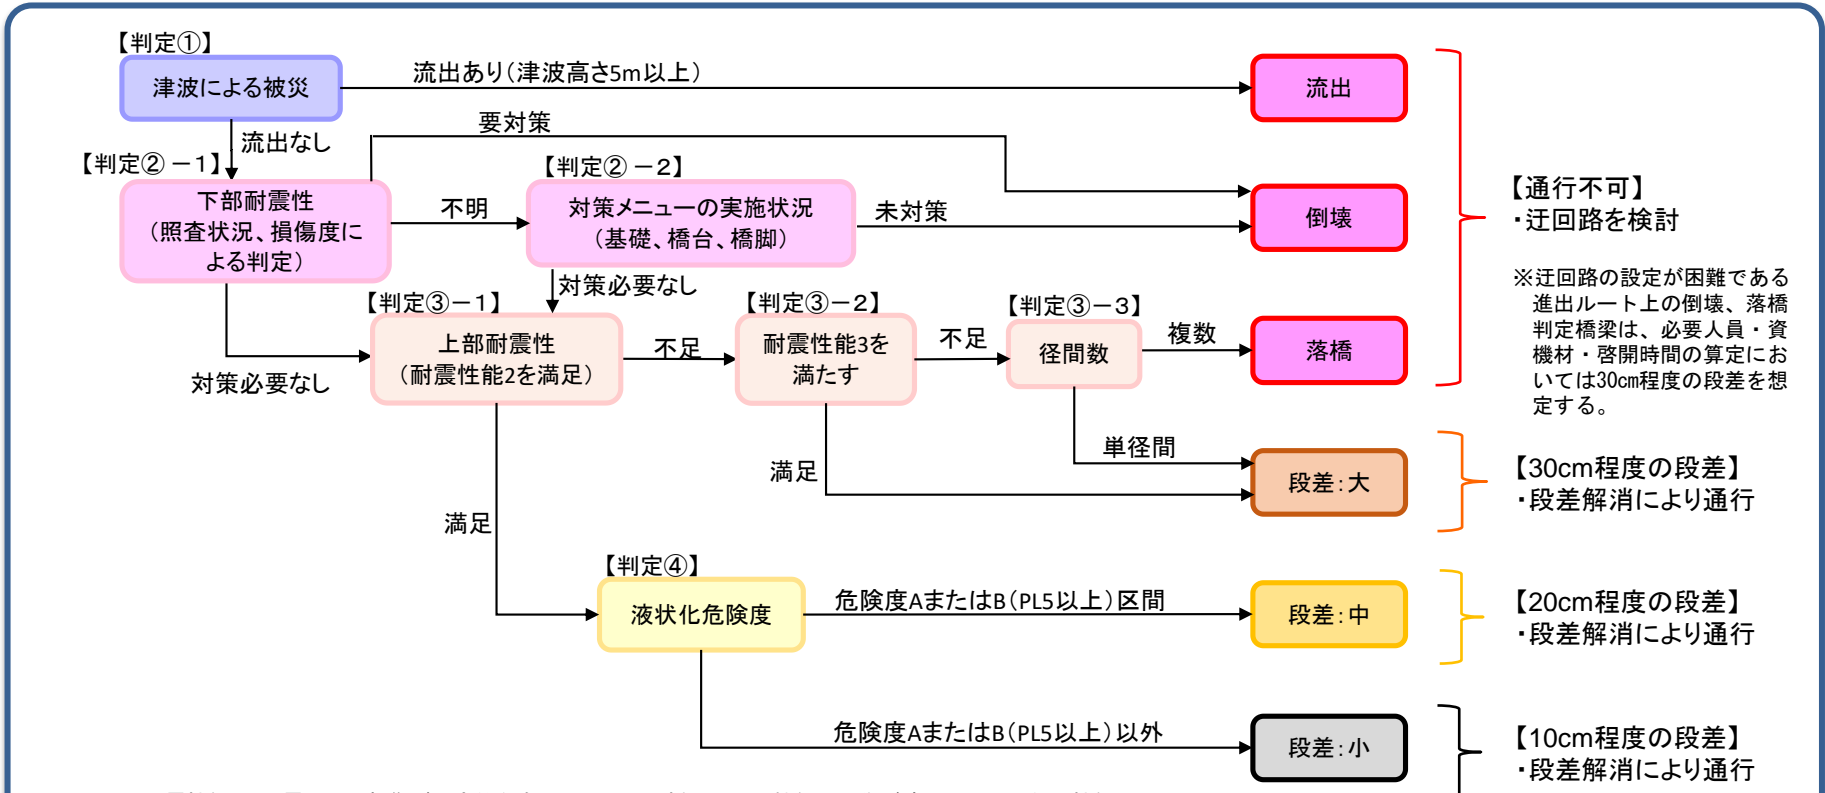 【判定①】
津波による被災
流出あり（津波高さ5m以上）
流出
流出なし
要対策
【判定②－1】
下部耐震性
（照査状況、損傷度に
よる判定）
不明
【判定②－2】
対策メニューの実施状況
（基礎、橋台、橋脚）
未対策
倒壊
【通行不可】
・迂回路を検討
※迂回路の設定が困難である
進出ルート上の倒壊、落橋
判定橋梁は、必要人員・資
機材・啓開時間の算定にお
いては30㎝程度の段差を想
定する。
対策必要なし
対策必要なし
【判定③－1】
上部耐震性
（耐震性能2を満足）
不足
【判定③－2】
耐震性能3を
満たす
不足
【判定③－3】
径間数
複数
落橋
単径間
満足
段差：大
【30cm程度の段差】
・段差解消により通行
満足
【判定④】
液状化危険度
危険度AまたはB（PL5以上）区間
段差：中
【20cm程度の段差】
・段差解消により通行
危険度AまたはB（PL5以上）以外
段差：小
【10cm程度の段差】
・段差解消により通行